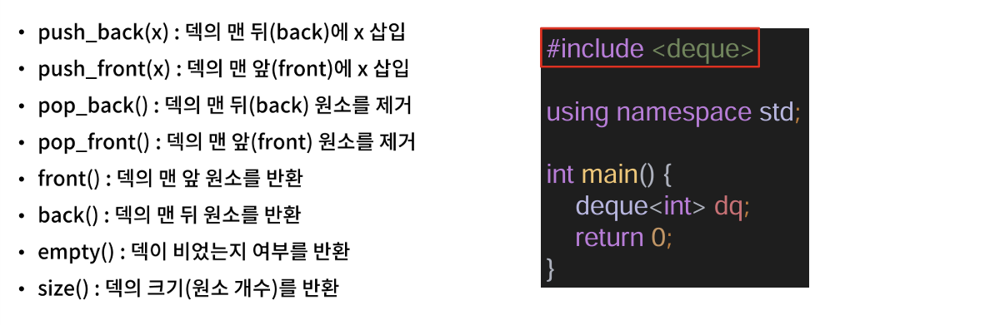 • push_back(x) : 덱의 맨 뒤(back)에 x 삽입
• push_front(x) : 덱의 맨 앞(front)에 x 삽입
• pop_back() : 덱의 맨 뒤(back) 원소를 제거
• pop_front() : 덱의 맨 앞(front) 원소를 제거
• front() : 덱의 맨 앞 원소를 반환
• back() : 덱의 맨 뒤 원소를 반환
• empty() : 덱이 비었는지 여부를 반환
• size() : 덱의 크기(원소 개수)를 반환
#include <deque>
using namespace std;
int main() {
    deque<int> dq;
    return 0;
}